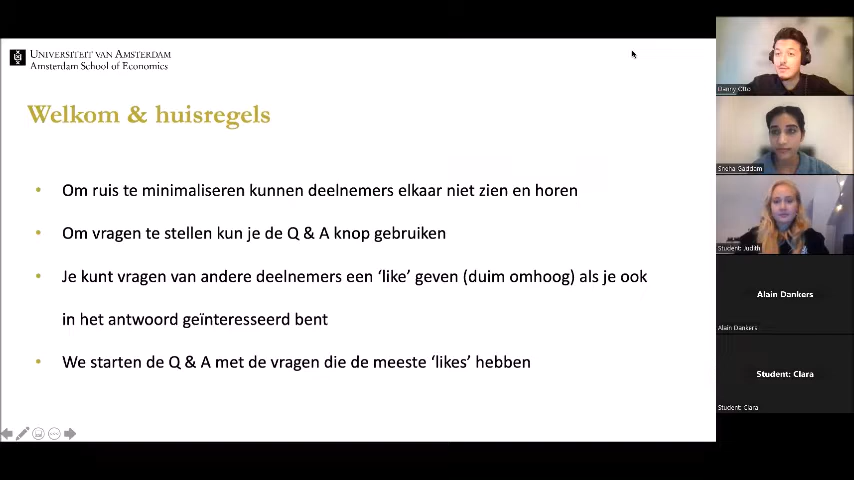 UNIVERSITEIT VAN AMSTERDAM
Amsterdam School of Economics
Welkom & huisregels
• Om ruis te minimaliseren kunnen deelnemers elkaar niet zien en horen
• Om vragen te stellen kun je de Q & A knop gebruiken
• Je kunt vragen van andere deelnemers een ‘like’ geven (duim omhoog) als je ook
in het antwoord geïnteresseerd bent
• We starten de Q & A met de vragen die de meeste ‘likes’ hebben
Danny Otto
Sneha Gaddam
Student: Judith
Alain Dankers
Alain Dankers
Student: Clara
Student: Clara